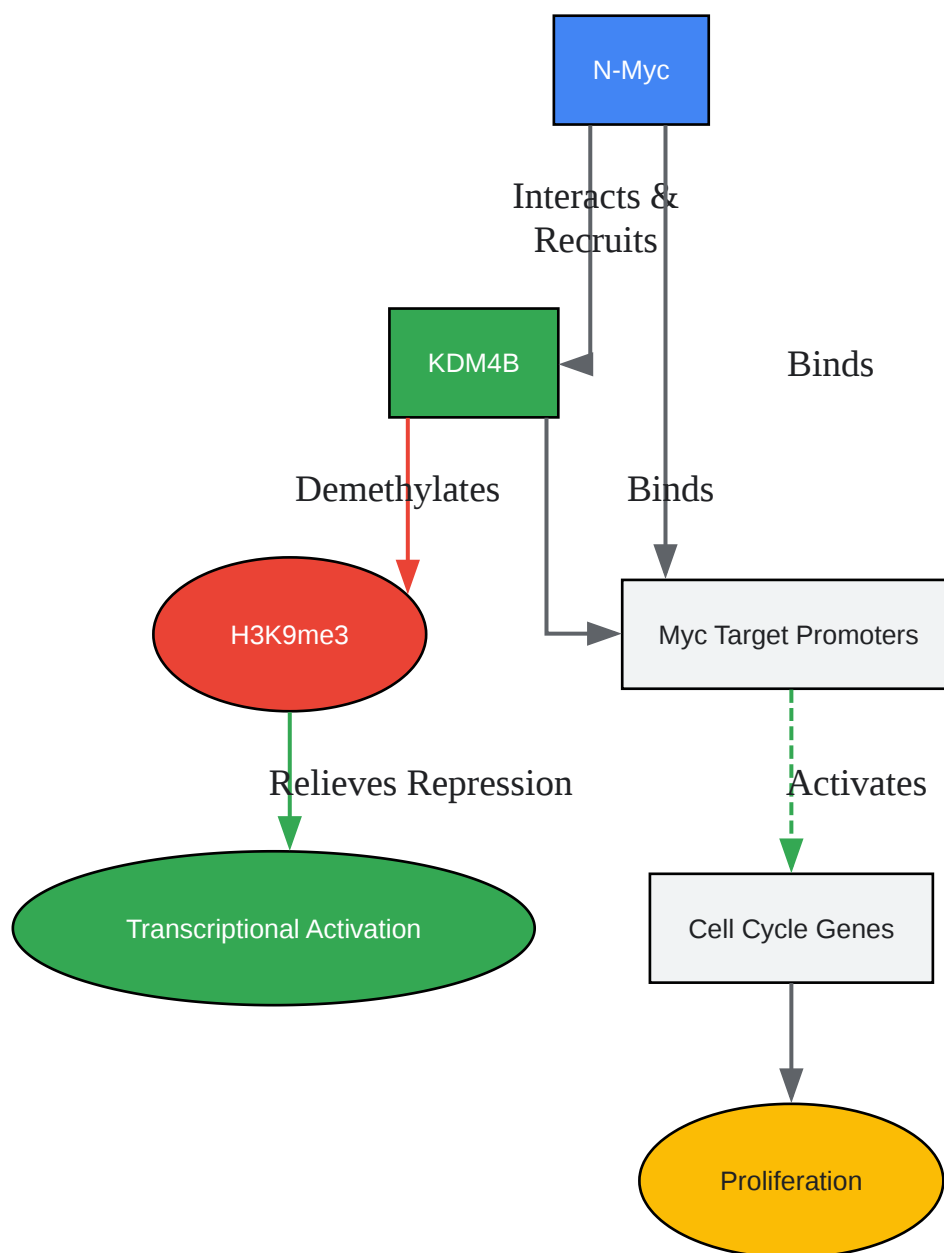 N-Myc
Interacts &
Recruits
KDM4B
Binds
Demethylates
Binds
H3K9me3
Myc Target Promoters
Relieves Repression
Activates
Transcriptional Activation
Cell Cycle Genes
Proliferation